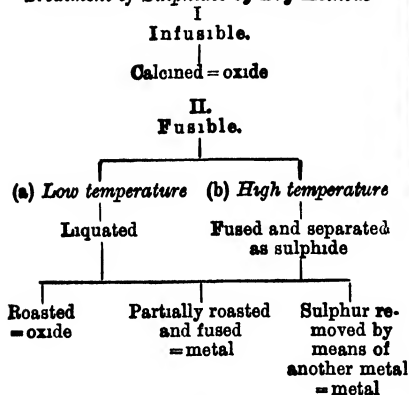 Treatment of Sulphides by Dry Methods
I
Infusible.
Calcined = oxide
II.
Fusible.
(a) Low temperature (b) High temperature
Liquated Fused and separated
as sulphide
Roasted Partially roasted Sulphur re-
= oxide and fused moved by
= metal means of
another metal
= metal